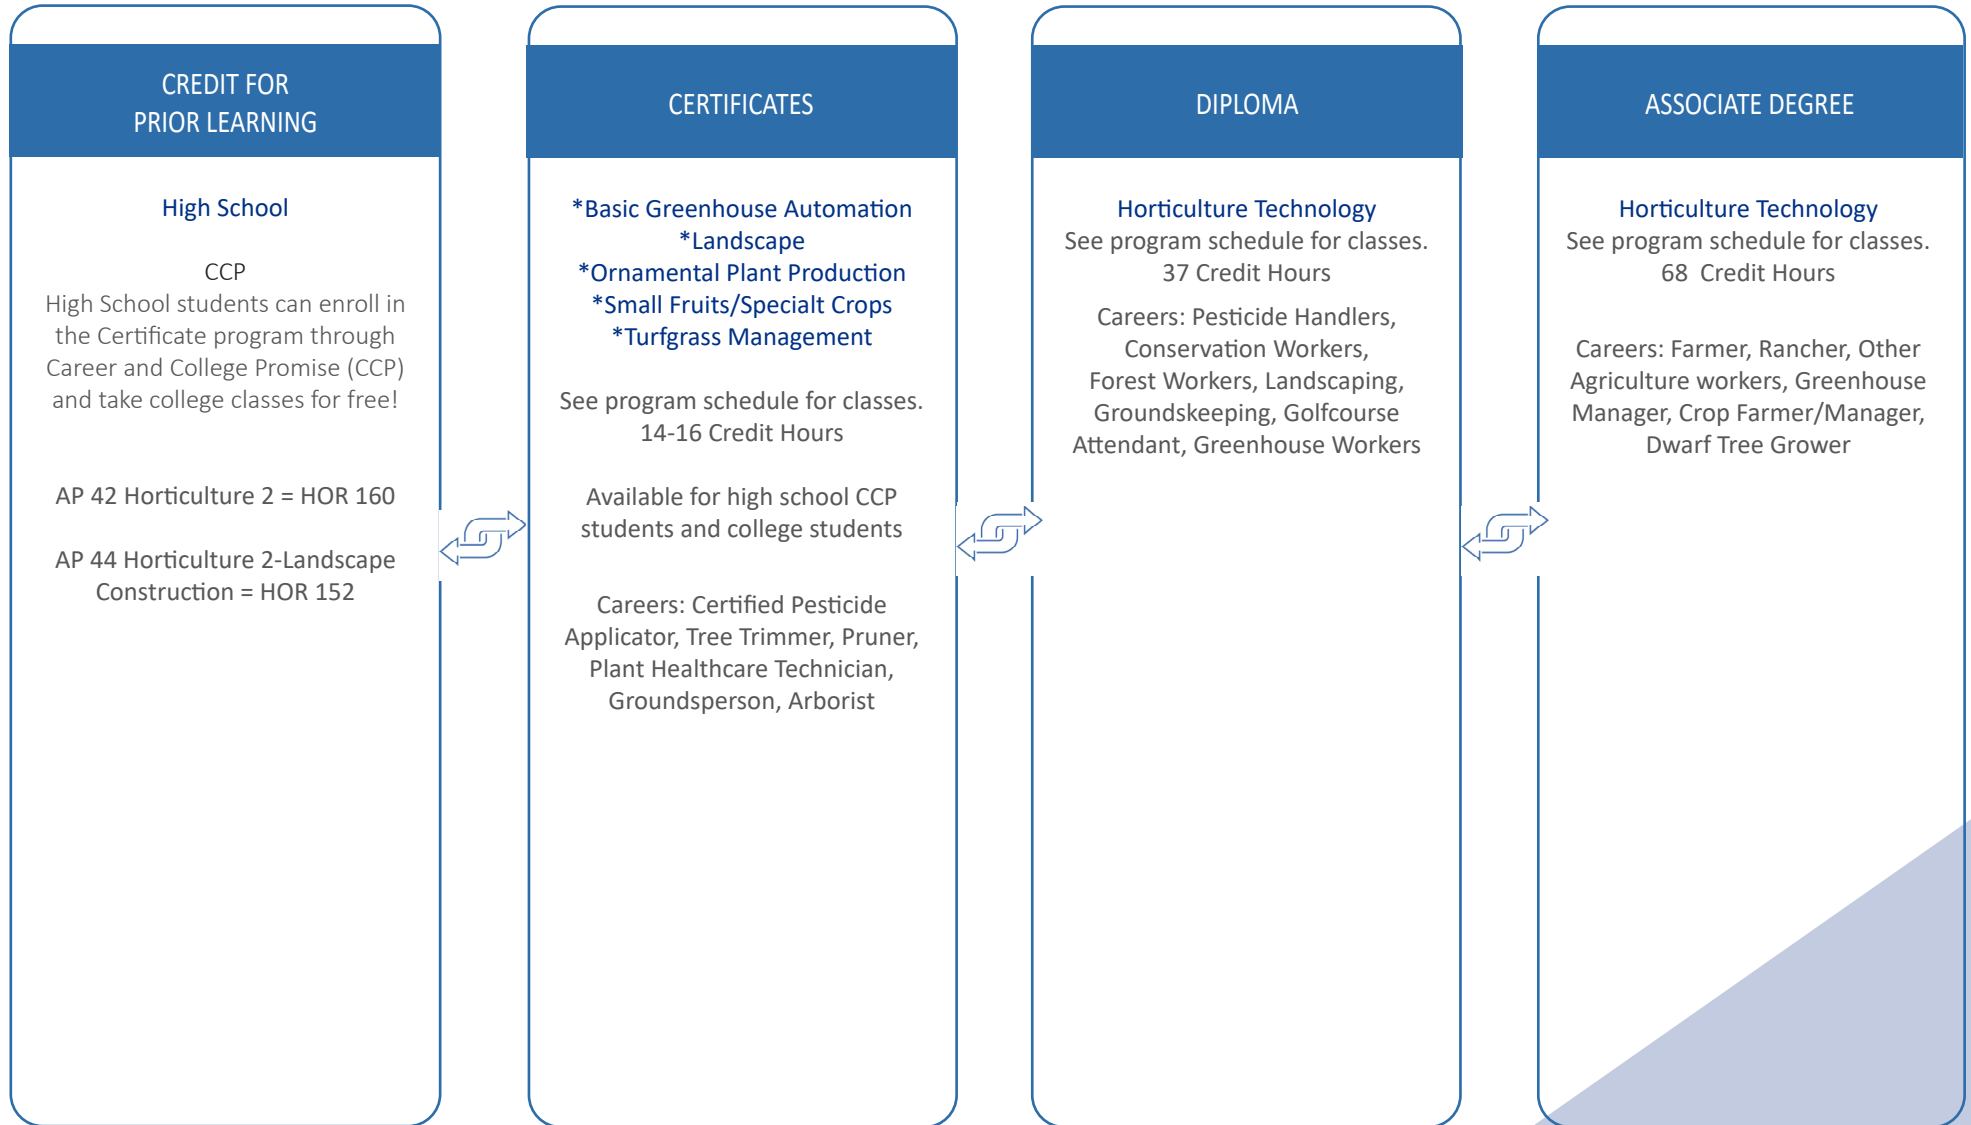 CREDIT FOR
PRIOR LEARNING
High School
CCP
High School students can enroll in
the Certificate program through
Career and College Promise (CCP)
and take college classes for free!
AP 42 Horticulture 2 = HOR 160
AP 44 Horticulture 2-Landscape
Construction = HOR 152
CERTIFICATES
*Basic Greenhouse Automation
*Landscape
*Ornamental Plant Production
*Small Fruits/Specialt Crops
*Turfgrass Management
See program schedule for classes.
14-16 Credit Hours
Available for high school CCP
students and college students
Careers: Certified Pesticide
Applicator, Tree Trimmer, Pruner,
Plant Healthcare Technician,
Groundsperson, Arborist
DIPLOMA
Horticulture Technology
See program schedule for classes.
37 Credit Hours
Careers: Pesticide Handlers,
Conservation Workers,
Forest Workers, Landscaping,
Groundskeeping, Golfcourse
Attendant, Greenhouse Workers
ASSOCIATE DEGREE
Horticulture Technology
See program schedule for classes.
68 Credit Hours
Careers: Farmer, Rancher, Other
Agriculture workers, Greenhouse
Manager, Crop Farmer/Manager,
Dwarf Tree Grower